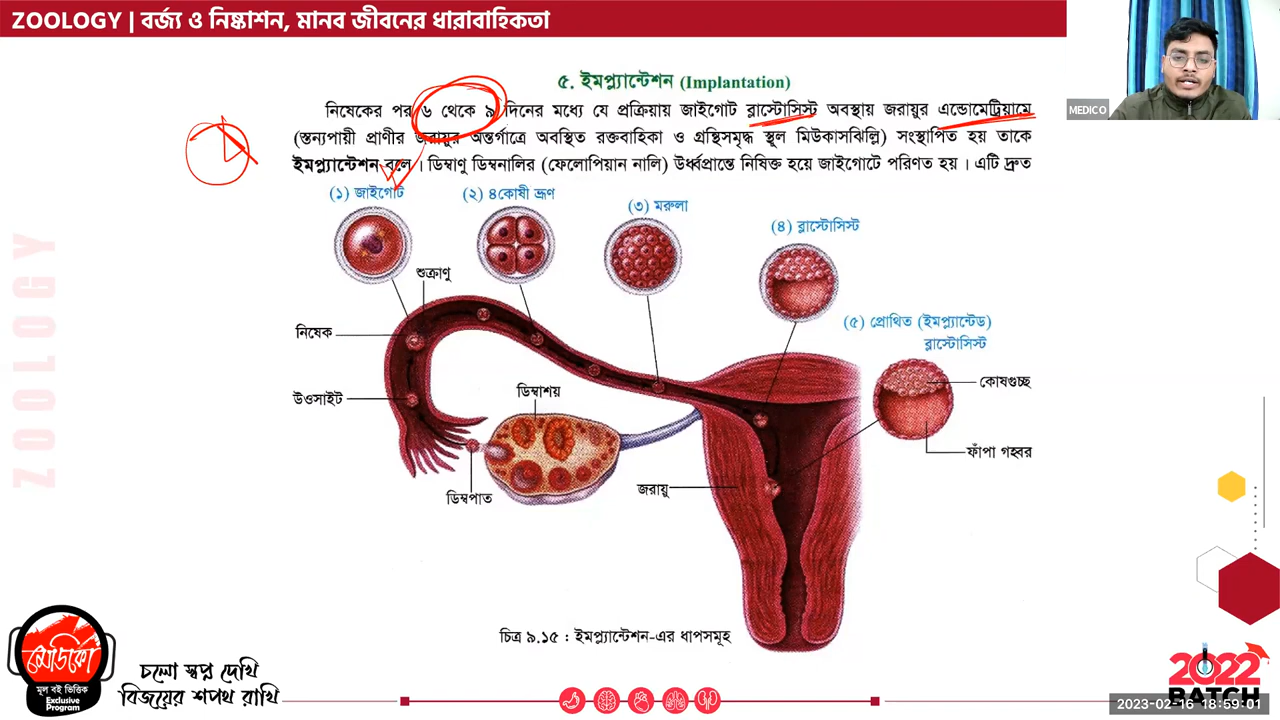 ZOOLOGY | বর্জ্য ও নিষ্কাশন, মানব জীবনের ধারাবাহিকতা
MEDICO
৫. ইমপ্ল্যান্টেশন (Implantation)
নিষেকের পর ৬ থেকে ৯ দিনের মধ্যে যে প্রক্রিয়ায় জাইগোট ব্লাস্টোসিস্ট অবস্থায় জরায়ুর এন্ডোমেট্রিয়ামে
(স্তন্যপায়ী প্রাণীর জরায়ুর অন্তর্গাত্রে অবস্থিত রক্তবাহিকা ও গ্রন্থিসমৃদ্ধ স্থূল মিউকাসঝিল্লি) সংস্থাপিত হয় তাকে
ইমপ্ল্যান্টেশন বলে । ডিম্বাণু ডিম্বনালির (ফেলোপিয়ান নালি) উর্ধ্বপ্রান্তে নিষিক্ত হয়ে জাইগোটে পরিণত হয় । এটি দ্রুত
(১) জাইগোট
(২) ৪কোষী ভ্রূণ
(৩) মরুলা
(৪) ব্লাস্টোসিস্ট
শুক্রাণু
নিষেক
(৫) প্রোথিত (ইমপ্ল্যান্টেড)
ব্লাস্টোসিস্ট
কোষগুচ্ছ
উওসাইট
ডিম্বাশয়
ফাঁপা গহ্বর
ডিম্বপাত
জরায়ু
চিত্র ৯.১৫ : ইমপ্ল্যান্টেশন-এর ধাপসমূহ
ZOOLOGY
মেডিকো
মূল বই ভিত্তিক
Exclusive
Program
চলো স্বপ্ন দেখি
বিজয়ের শপথ রাখি
2022
BATCH
2023-02-16 18:59:01